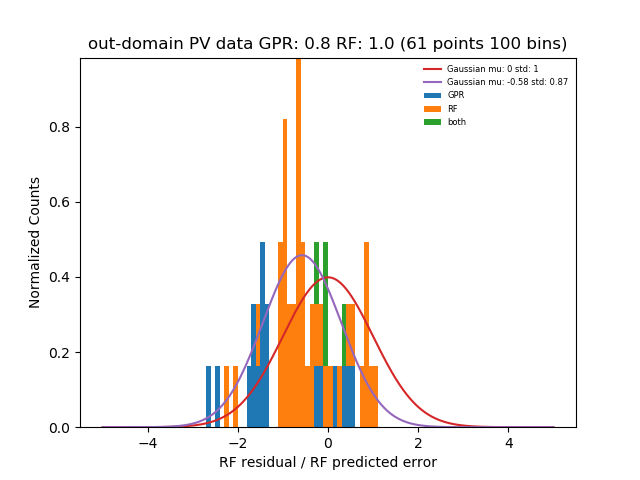 out-domain PV data GPR: 0.8 RF: 1.0 (61 points 100 bins)
Gaussian mu: 0 std: 1
Gaussian mu: -0.58 std: 0.87
GPR
RF
both
Normalized Counts
0.8
0.6
0.4
0.2
0.0
−4 −2 0 2 4
RF residual / RF predicted error